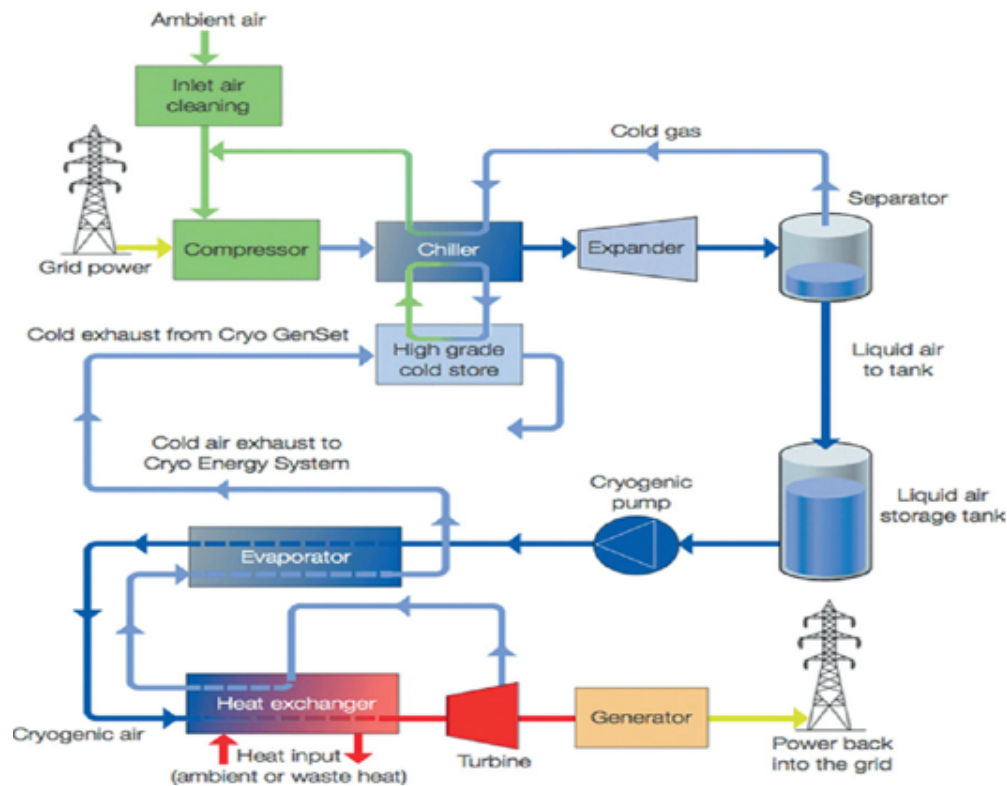 Ambient air
Inlet air
cleaning
Cold gas
Separator
Grid power
Compressor
Chiller
Expander
Cold exhaust from Cryo GenSet
High grade
cold store
Liquid air
to tank
Cold air exhaust to
Cryo Energy System
Cryogenic
pump
Liquid air
storage tank
Evaporator
Heat exchanger
Generator
Cryogenic air
Heat input
(ambient or waste heat)
Turbine
Power back
into the grid